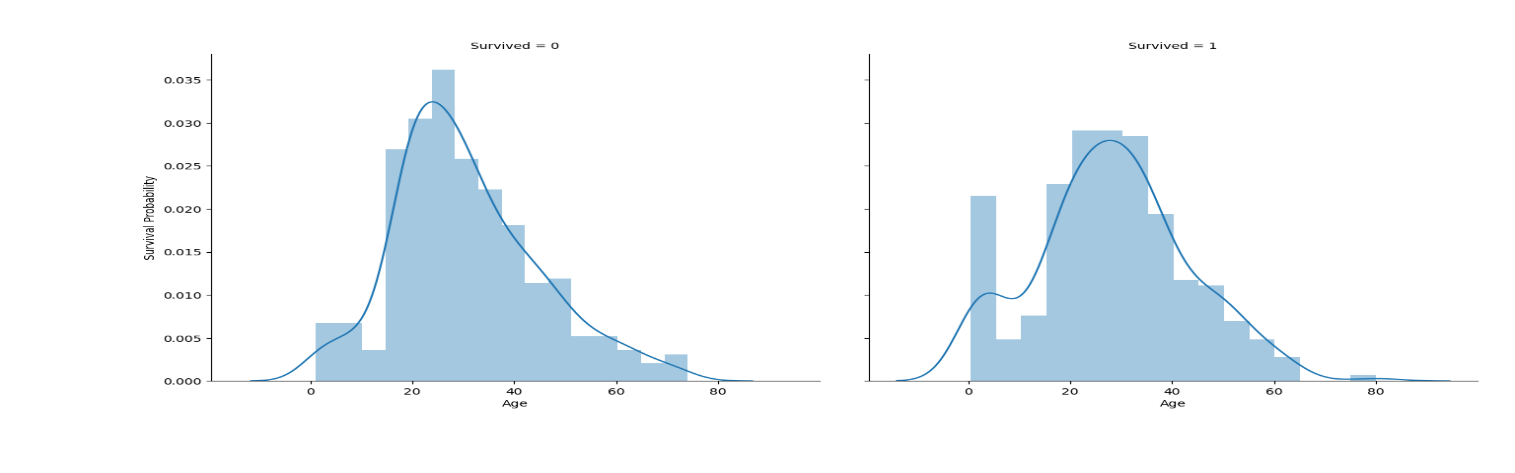 Survived = 0
Survived = 1
0.035
0.030
0.025
0.020
0.015
0.010
0.005
0.000
Survival Probability
0 20 40 60 80
0 20 40 60 80
Age
Age